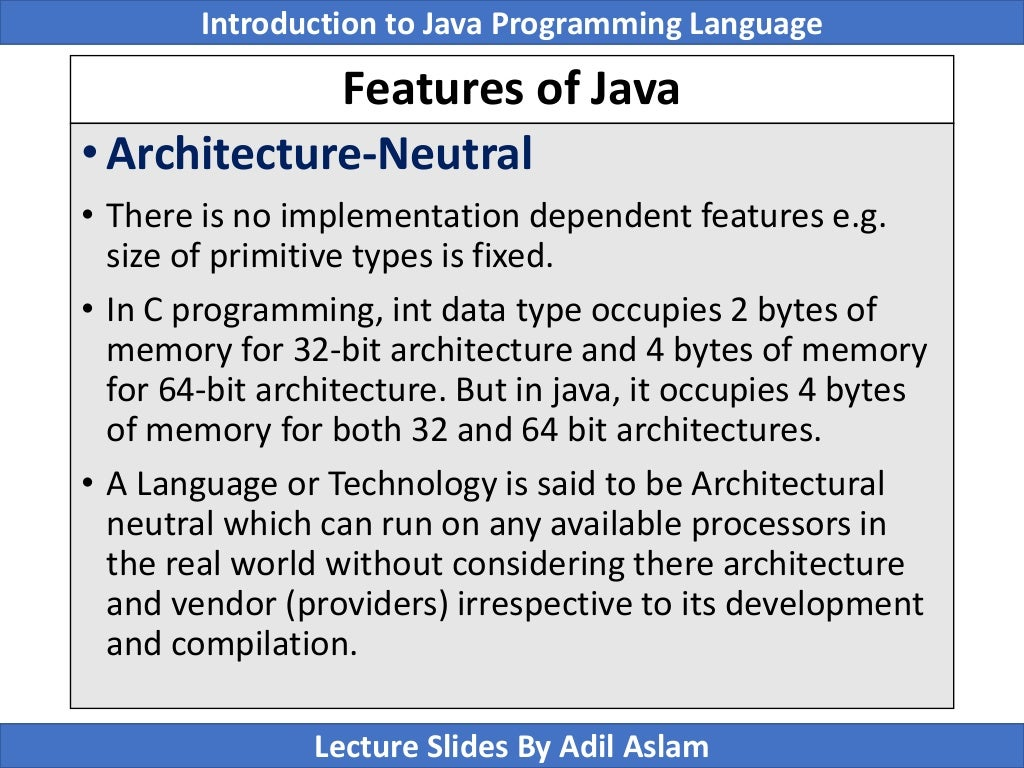 Introduction to Java Programming Language
Features of Java
• Architecture-Neutral
• There is no implementation dependent features e.g.
size of primitive types is fixed.
• In C programming, int data type occupies 2 bytes of
memory for 32-bit architecture and 4 bytes of memory
for 64-bit architecture. But in java, it occupies 4 bytes
of memory for both 32 and 64 bit architectures.
• A Language or Technology is said to be Architectural
neutral which can run on any available processors in
the real world without considering there architecture
and vendor (providers) irrespective to its development
and compilation.
Lecture Slides By Adil Aslam